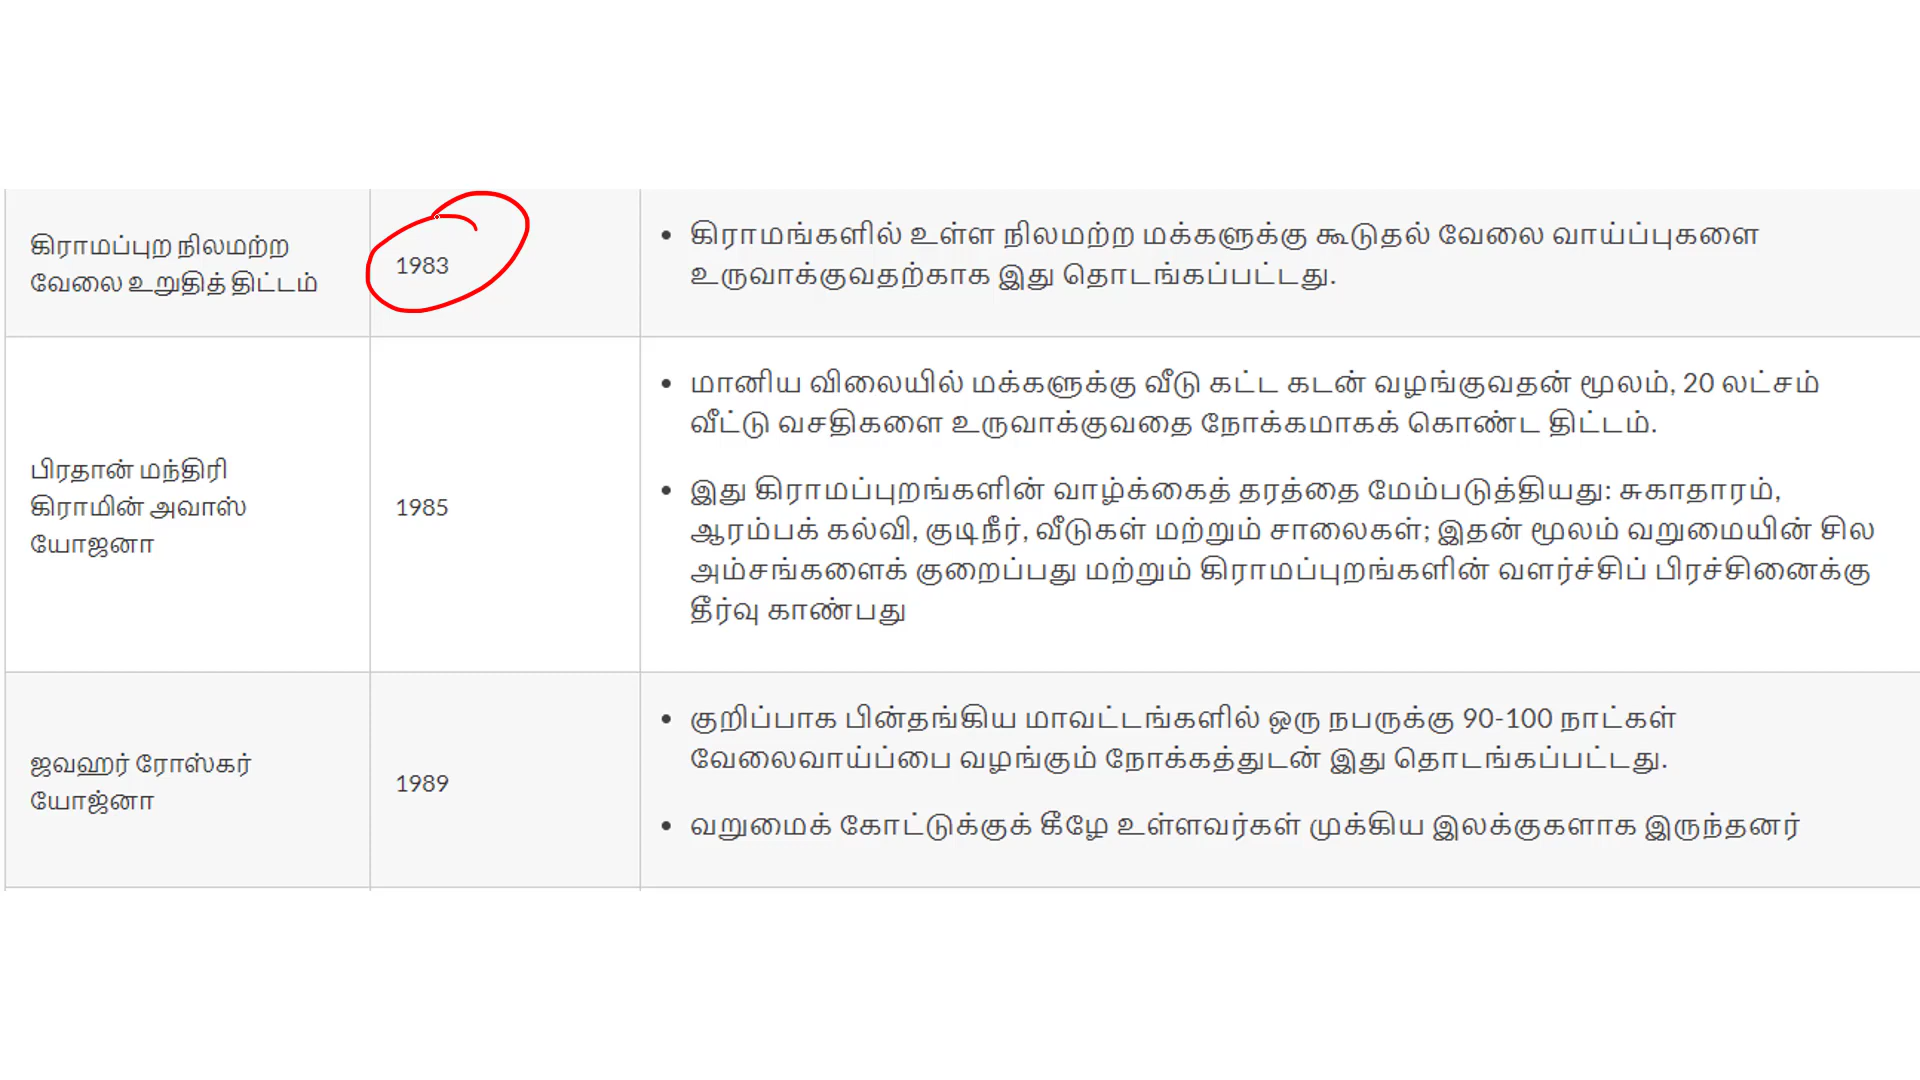 கிராமப்புற நிலமற்ற
வேலை உறுதித் திட்டம்
1983
• கிராமங்களில் உள்ள நிலமற்ற மக்களுக்கு கூடுதல் வேலை வாய்ப்புகளை
உருவாக்குவதற்காக இது தொடங்கப்பட்டது.
பிரதான் மந்திரி
கிராமின் அவாஸ்
யோஜனா
1985
• மானிய விலையில் மக்களுக்கு வீடு கட்ட கடன் வழங்குவதன் மூலம், 20 லட்சம்
வீட்டு வசதிகளை உருவாக்குவதை நோக்கமாகக் கொண்ட திட்டம்.
• இது கிராமப்புறங்களின் வாழ்க்கைத் தரத்தை மேம்படுத்தியது: சுகாதாரம்,
ஆரம்பக் கல்வி, குடிநீர், வீடுகள் மற்றும் சாலைகள்; இதன் மூலம் வறுமையின் சில
அம்சங்களைக் குறைப்பது மற்றும் கிராமப்புறங்களின் வளர்ச்சிப் பிரச்சினைக்கு
தீர்வு காண்பது
ஜவஹர் ரோஸ்கர்
யோஜ்னா
1989
• குறிப்பாக பின்தங்கிய மாவட்டங்களில் ஒரு நபருக்கு 90-100 நாட்கள்
வேலைவாய்ப்பை வழங்கும் நோக்கத்துடன் இது தொடங்கப்பட்டது.
• வறுமைக் கோட்டுக்குக் கீழே உள்ளவர்கள் முக்கிய இலக்குகளாக இருந்தனர்